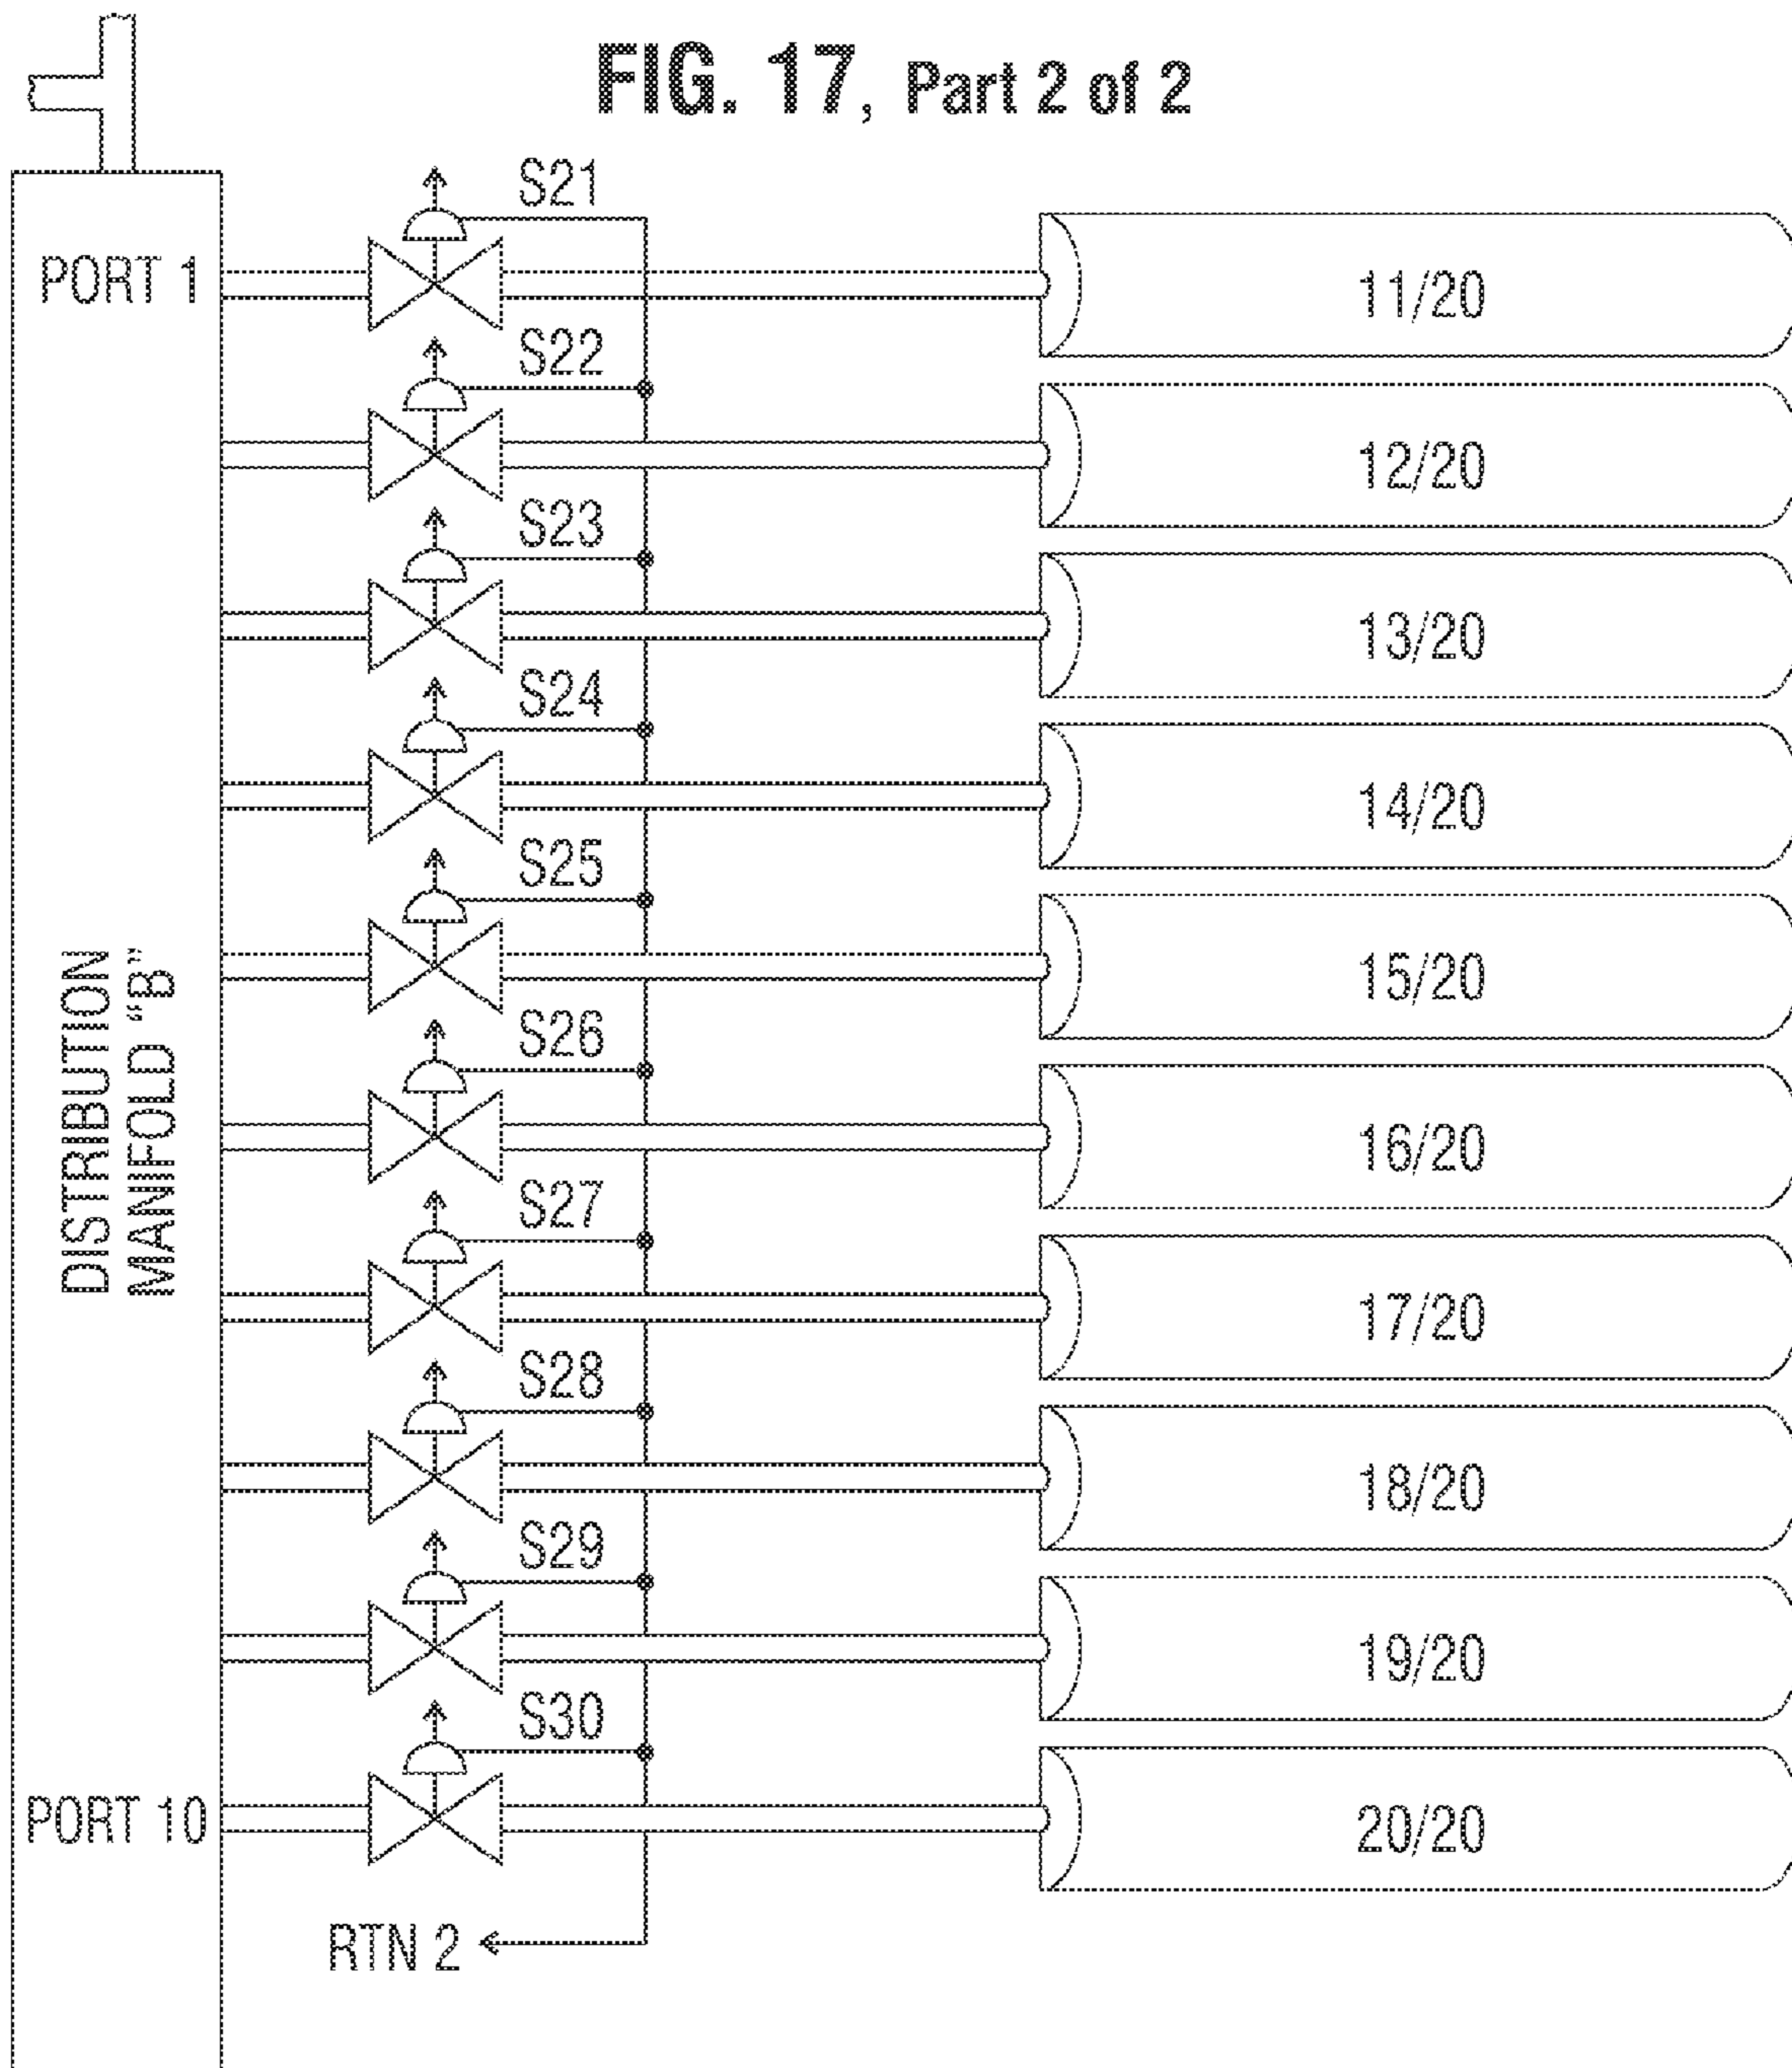 FIG. 17, Part 2 of 2
S21
PORT 1
11/20
S22
12/20
S23
13/20
S24
14/20
S25
15/20
DISTRIBUTION
MANIFOLD "B"
S26
16/20
S27
17/20
S28
18/20
S29
19/20
S30
PORT 10
20/20
RTN 2